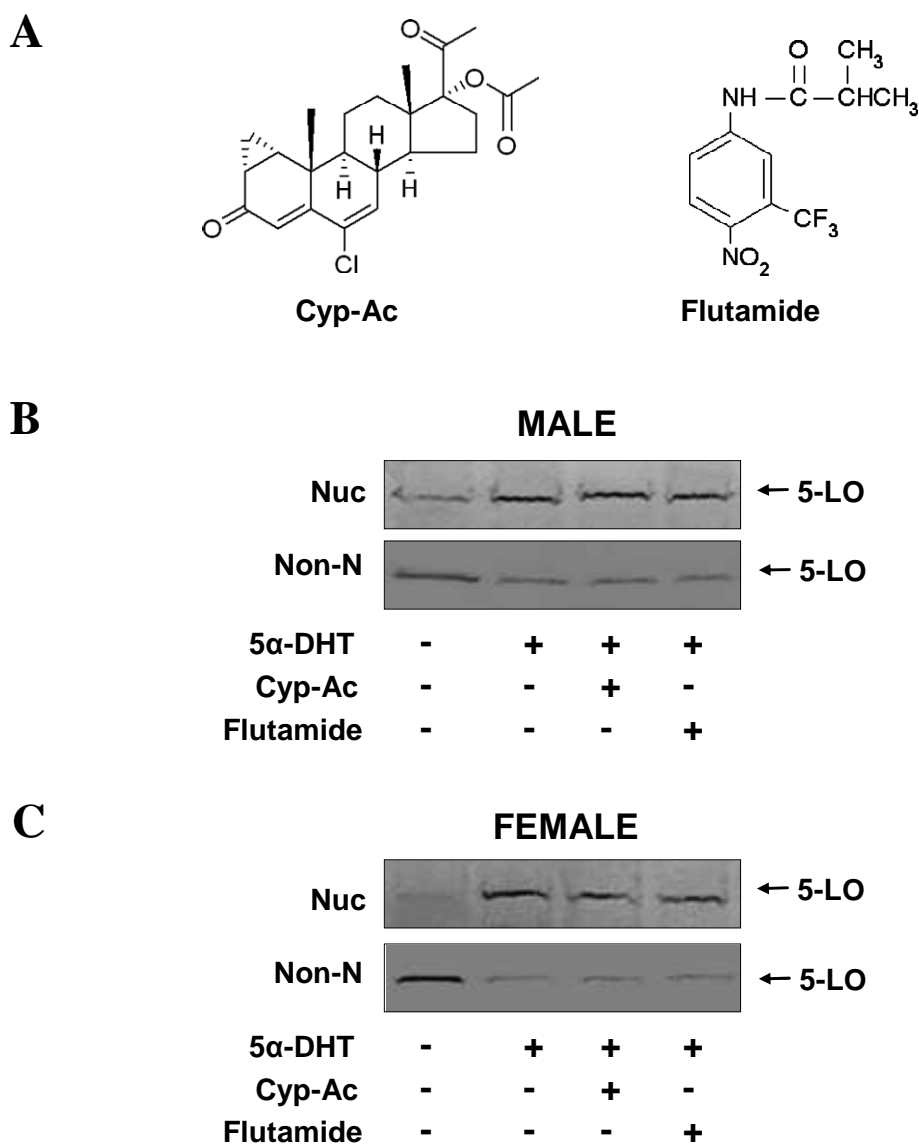 A
O
O
O
H
H
H
O
Cl
Cyp-Ac
O CH₃
NH C CHCH₃
CF₃
NO₂
Flutamide
B
MALE
Nuc ← 5-LO
Non-N ← 5-LO
5α-DHT - + + +
Cyp-Ac - - + -
Flutamide - - - +
C
FEMALE
Nuc ← 5-LO
Non-N ← 5-LO
5α-DHT - + + +
Cyp-Ac - - + -
Flutamide - - - +